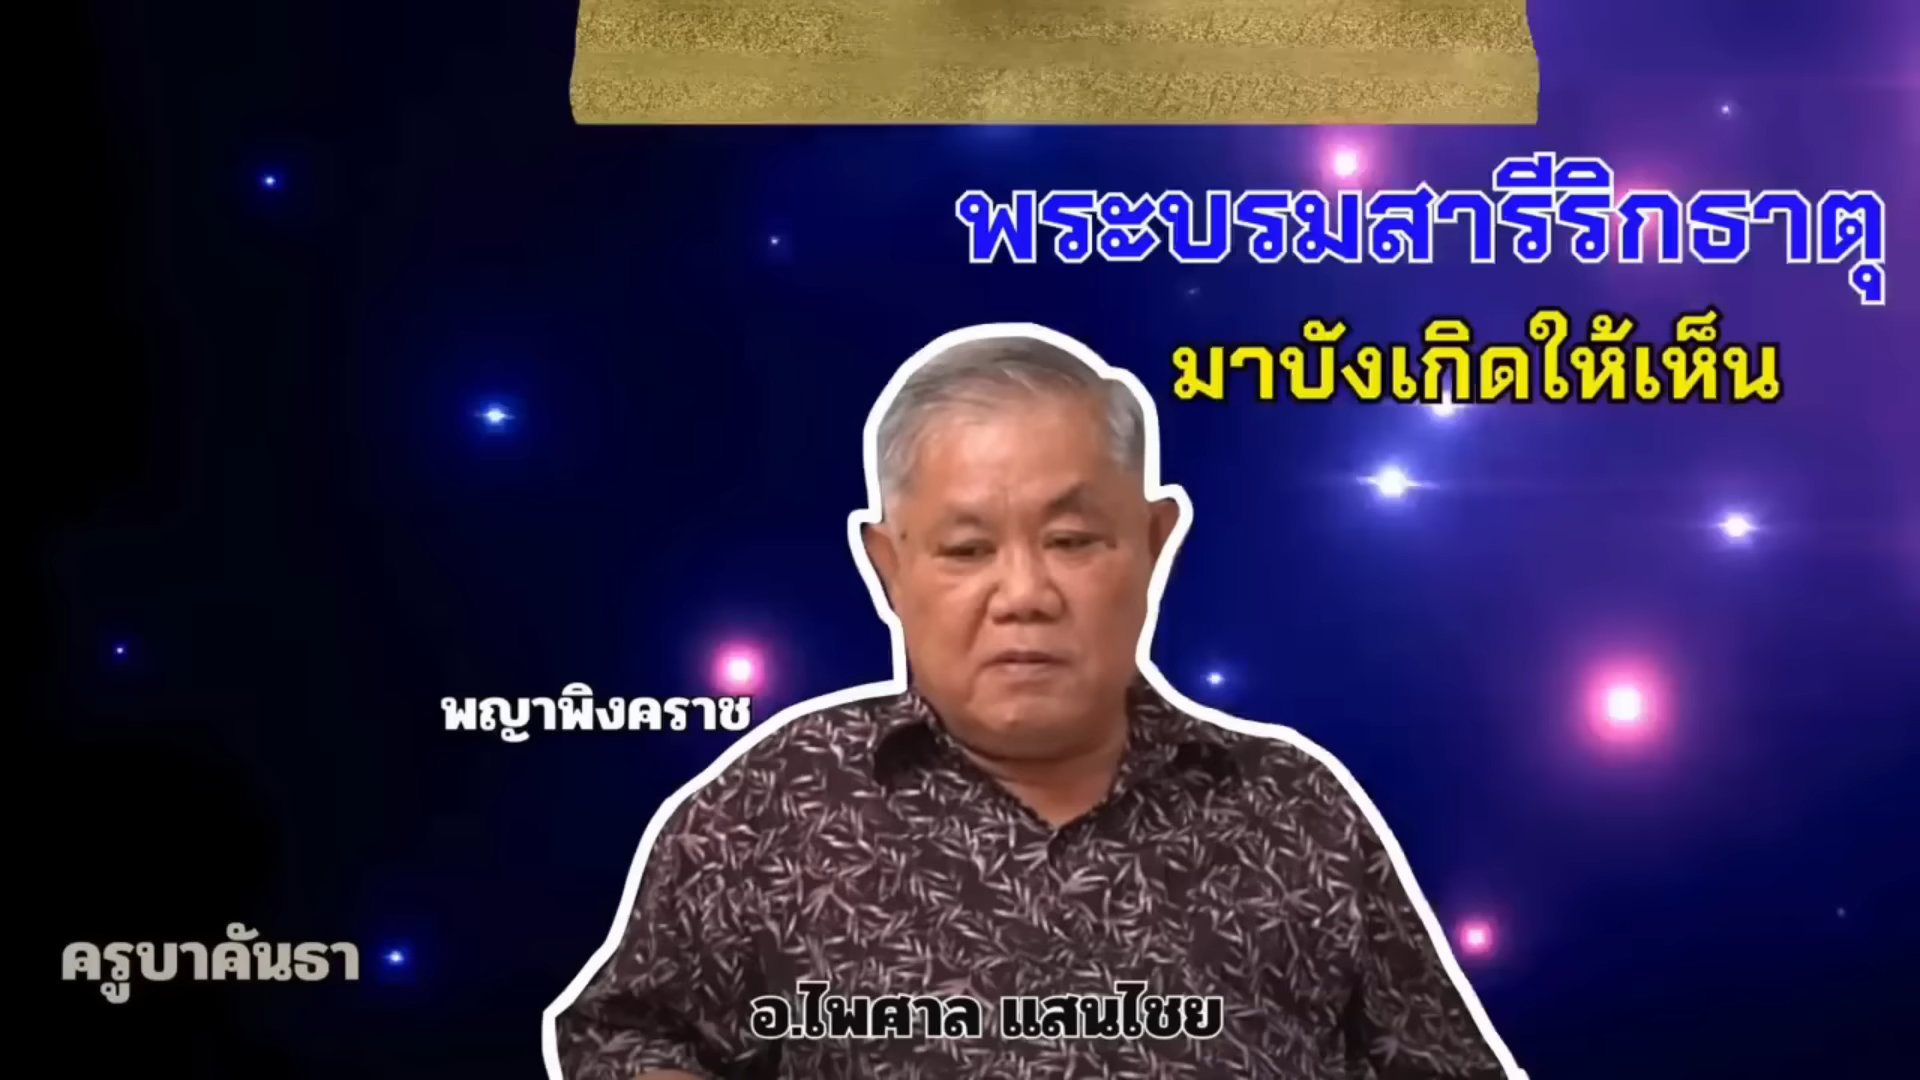 พระบรมสารีริกธาตุ
มาบังเกิดให้เห็น
พญาพิงคราช
ครูบาคันธา
อ.ไพศาล แสนไชย